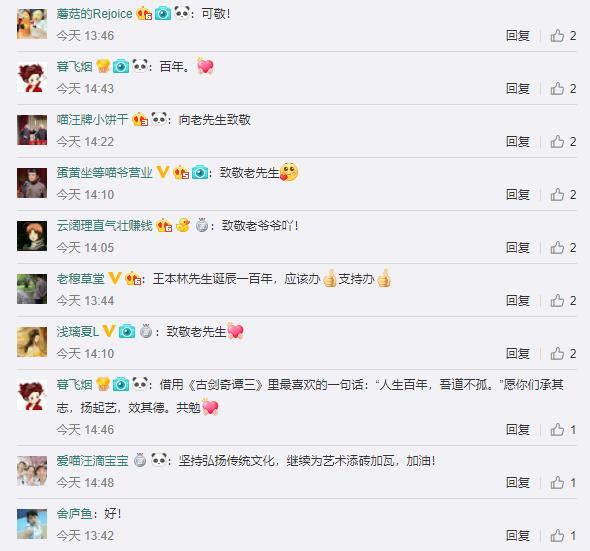 蘑菇的Rejoice：可敬！
今天 13:46 回复 2
暮飞烟：百年。
今天 14:43 回复 2
喵汪牌小饼干：向老先生致敬
今天 14:22 回复 2
蛋黄坐等喵爷营业：致敬老先生
今天 14:10 回复 2
云阔理直气壮赚钱：致敬老爷爷吖！
今天 14:05 回复 2
老穆草堂：王本林先生诞辰一百年，应该办支持办
今天 13:44 回复 2
浅璃夏L：致敬老先生
今天 14:10 回复 2
暮飞烟：借用《古剑奇谭三》里最喜欢的一句话：“人生百年，吾道不孤。”愿你们承其
志，扬起艺，效其德。共勉
今天 14:46 回复 1
爱喵汪滴宝宝：坚持弘扬传统文化，继续为艺术添砖加瓦，加油！
今天 14:48 回复 1
舍庐鱼：好！
今天 13:42 回复 1